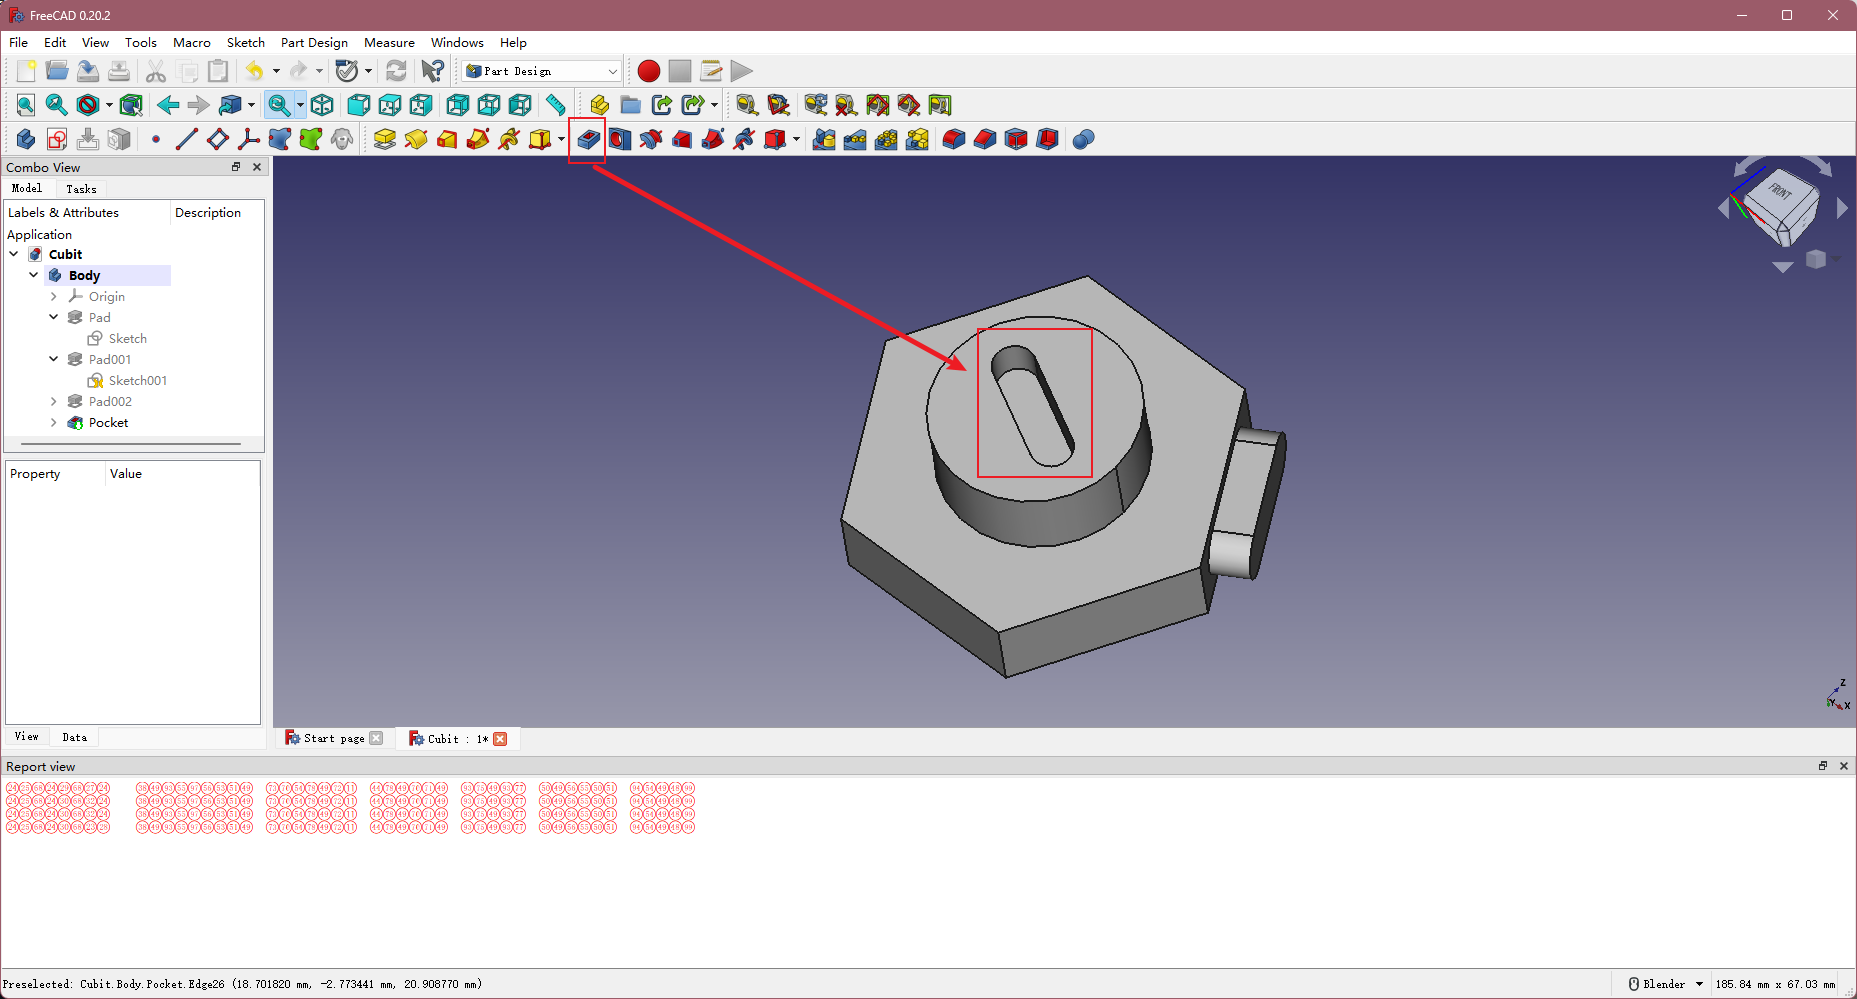 FreeCAD 0.20.2
File Edit View Tools Macro Sketch Part Design Measure Windows Help
Part Design
Combo View
Model Tasks
Labels & Attributes Description
Application
Cubit
Body
Origin
Pad
Sketch
Pad001
Sketch001
Pad002
Pocket
Property Value
View Data
FRONT
Z
Y X
Start page Cubit : 1*
Report view
Preselected: Cubit.Body.Pocket.Edge26 (18.701820 mm, -2.773441 mm, 20.908770 mm)
Blender 185.84 mm x 67.03 mm